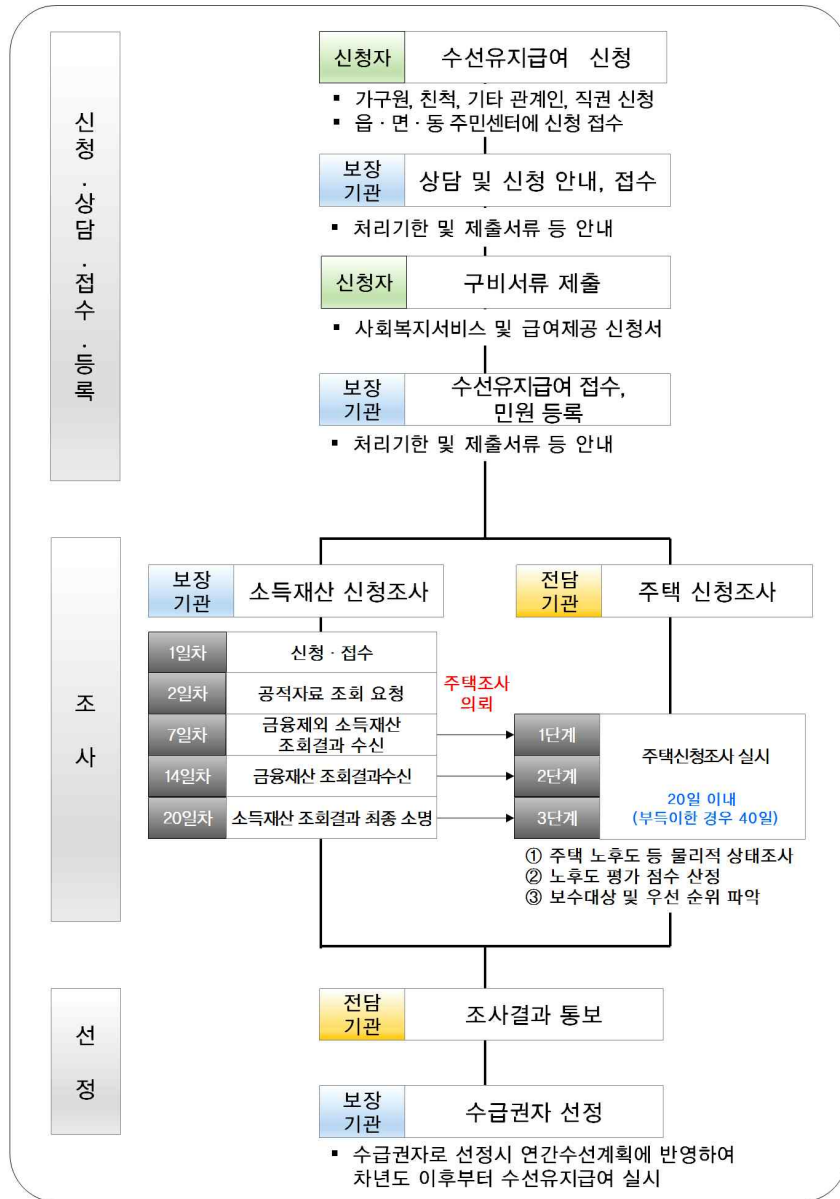 신청·상담·접수·등록
신청자 수선유지급여 신청
▪ 가구원, 친척, 기타 관계인, 직권 신청
▪ 읍·면·동 주민센터에 신청 접수
보장기관 상담 및 신청 안내, 접수
▪ 처리기한 및 제출서류 등 안내
신청자 구비서류 제출
▪ 사회복지서비스 및 급여제공 신청서
보장기관 수선유지급여 접수,
민원 등록
▪ 처리기한 및 제출서류 등 안내
조사
보장기관 소득재산 신청조사
1일차 신청·접수
2일차 공적자료 조회 요청
7일차 금융제외 소득재산
조회결과 수신
14일차 금융재산 조회결과수신
20일차 소득재산 조회결과 최종 소명
주택조사
의뢰
전담기관 주택 신청조사
1단계
2단계
3단계
주택신청조사 실시
20일 이내
(부득이한 경우 40일)
① 주택 노후도 등 물리적 상태조사
② 노후도 평가 점수 산정
③ 보수대상 및 우선 순위 파악
선정
전담기관 조사결과 통보
보장기관 수급권자 선정
▪ 수급권자로 선정시 연간수선계획에 반영하여
차년도 이후부터 수선유지급여 실시